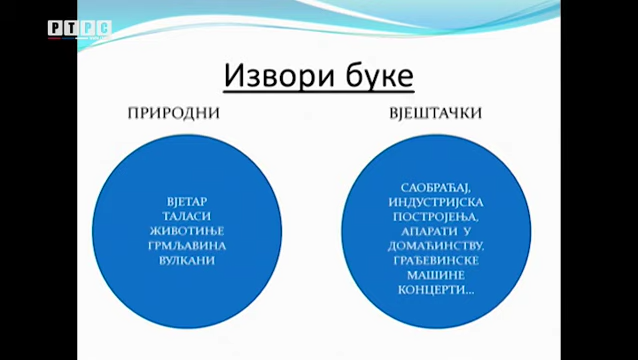 РТРС
Извори буке
ПРИРОДНИ
ВЈЕШТАЧКИ
ВЈЕТАР
ТАЛАСИ
ЖИВОТИЊЕ
ГРМЉАВИНА
ВУЛКАНИ
САОБРАЋАЈ,
ИНДУСТРИЈСКА
ПОСТРОЈЕЊА,
АПАРАТИ У
ДОМАЋИНСТВУ,
ГРАЂЕВИНСКЕ
МАШИНЕ
КОНЦЕРТИ...